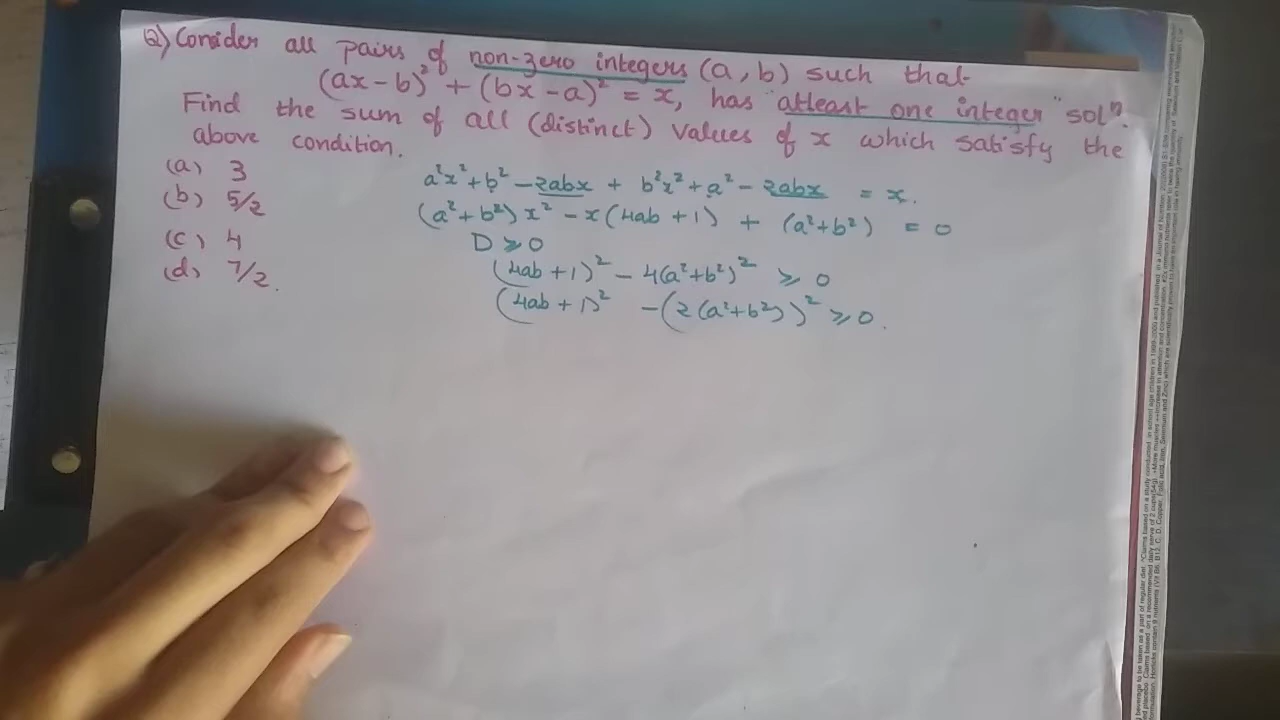 Q) Consider all pairs of non-zero integers (a, b) such that
(ax-b)² + (bx-a)² = x, has "atleast one integer" solⁿ.
Find the sum of all (distinct) values of x which satisfy the
above condition.
(a) 3
(b) 5/2
(c) 4
(d) 7/2.
a²x² + b² - 2abx + b²x² + a² - 2abx = x.
(a²+b²) x² - x(4ab + 1) + (a²+b²) = 0
D ⩾ 0
(4ab + 1)² - 4(a²+b²)² ⩾ 0
(4ab + 1)² - (2(a²+b²))² ⩾ 0.